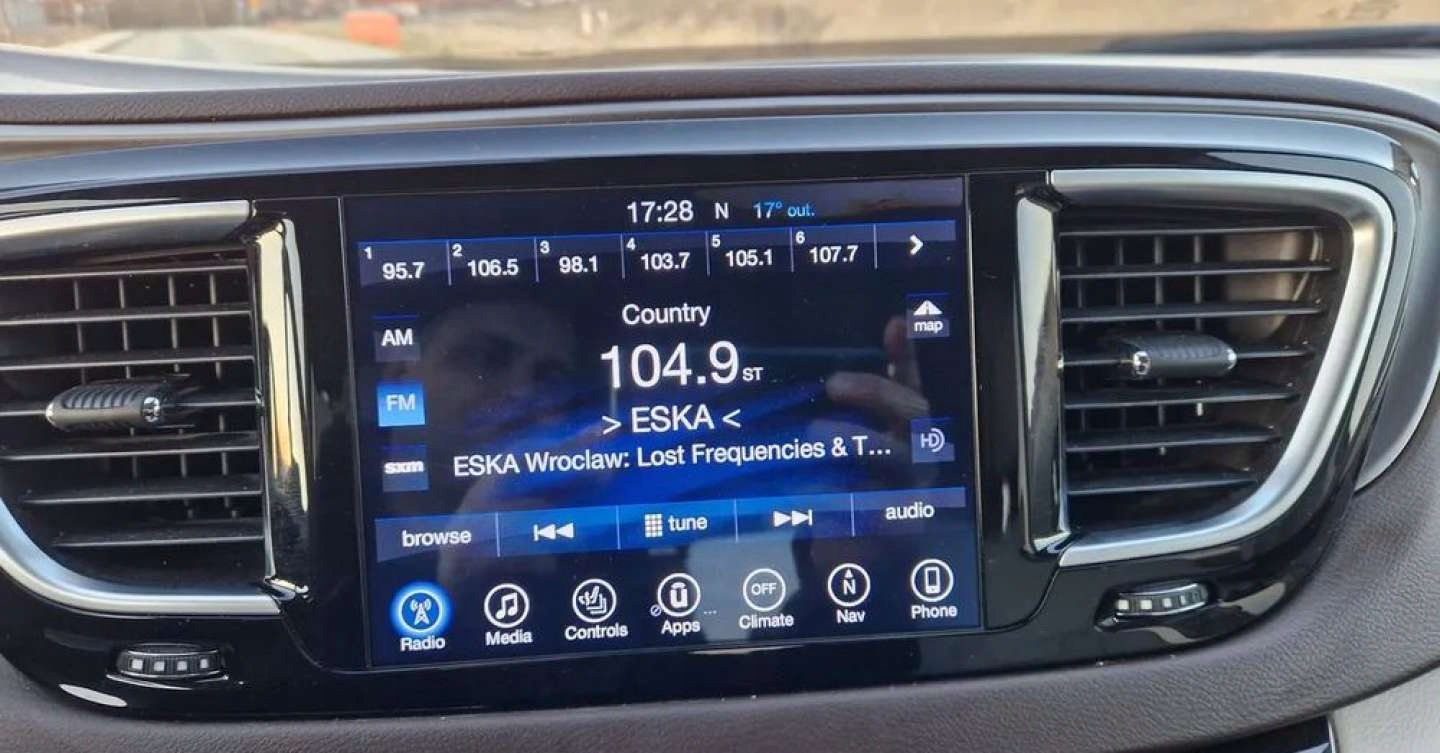 17:28 N 17° out.
1 95.7 2 106.5 3 98.1 4 103.7 5 105.1 6 107.7
Country
map
AM
104.9 ST
FM
> ESKA <
HD
sxm
ESKA Wroclaw: Lost Frequencies & T...
browse tune audio
OFF N
Radio Media Controls Apps ... Climate Nav Phone